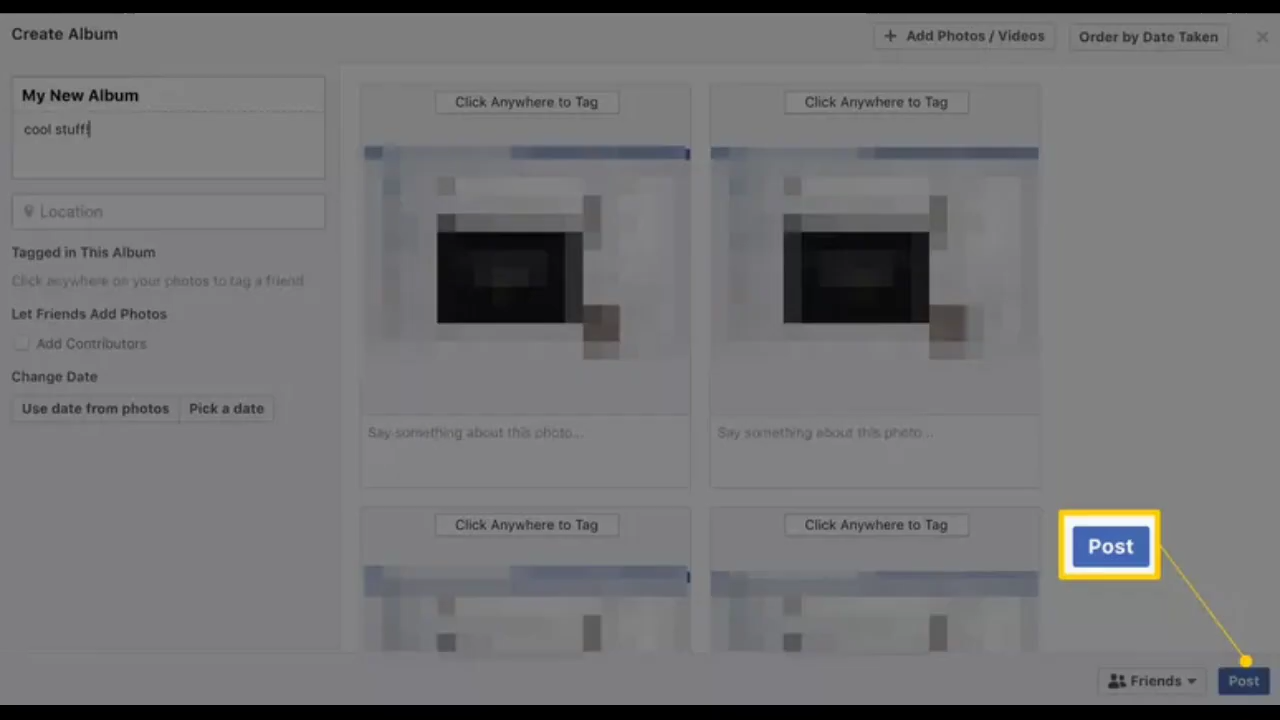 Create Album
+ Add Photos / Videos
Order by Date Taken
My New Album
cool stuff!
Location
Tagged in This Album
Click anywhere on your photos to tag a friend
Let Friends Add Photos
Add Contributors
Change Date
Use date from photos
Pick a date
Click Anywhere to Tag
Click Anywhere to Tag
Say something about this photo...
Say something about this photo...
Click Anywhere to Tag
Click Anywhere to Tag
Post
Friends
Post